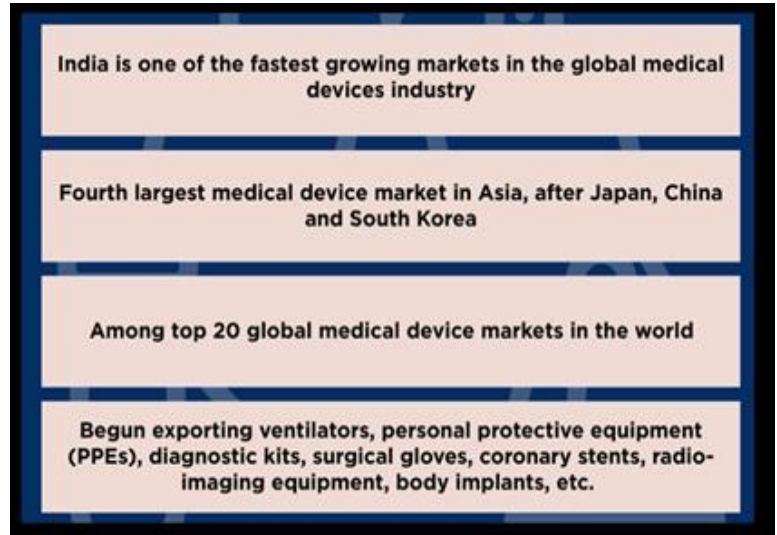 India is one of the fastest growing markets in the global medical
devices industry
Fourth largest medical device market in Asia, after Japan, China
and South Korea
Among top 20 global medical device markets in the world
Begun exporting ventilators, personal protective equipment
(PPEs), diagnostic kits, surgical gloves, coronary stents, radio-
imaging equipment, body implants, etc.